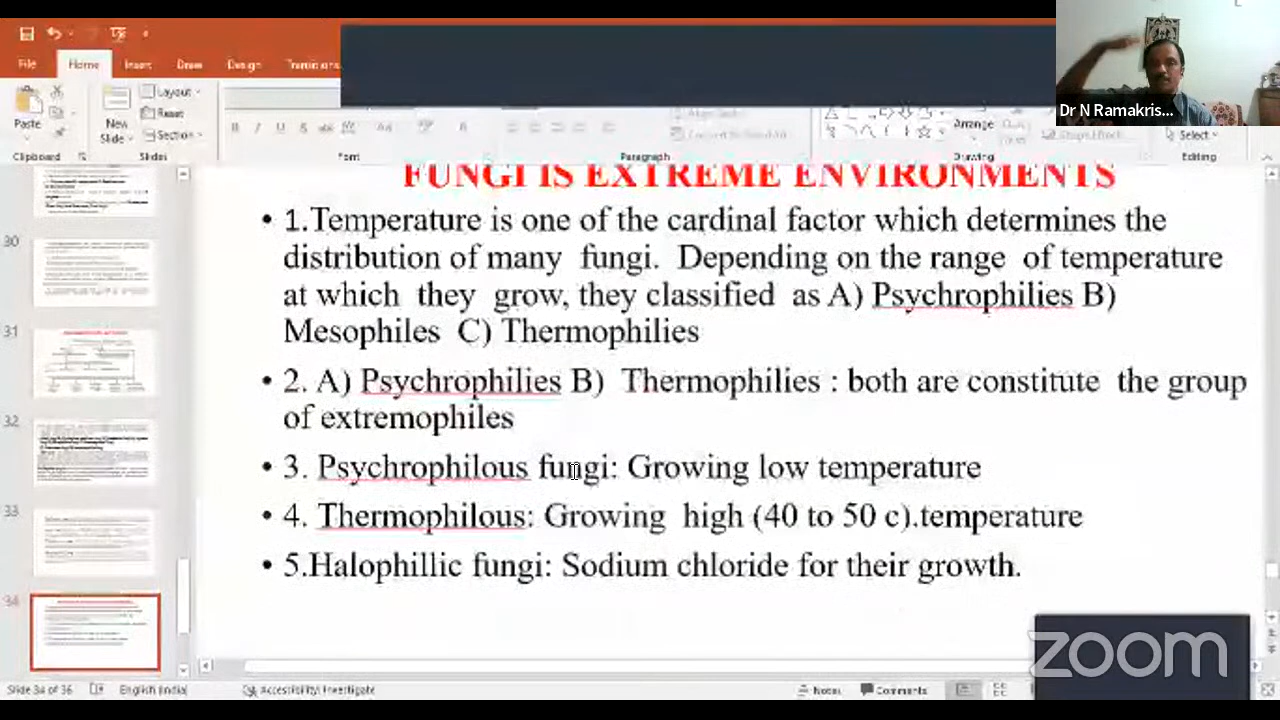 File Home Insert Draw Design Transitions
Layout
Reset
Section
Paste
New
Slide
Clipboard Slides Font Paragraph Drawing Editing
Arrange
Select
Dr N Ramakris...
FUNGI IS EXTREME ENVIRONMENTS
• 1.Temperature is one of the cardinal factor which determines the
distribution of many fungi. Depending on the range of temperature
at which they grow, they classified as A) Psychrophilies B)
Mesophiles C) Thermophilies
• 2. A) Psychrophilies B) Thermophilies : both are constitute the group
of extremophiles
• 3. Psychrophilous fungi: Growing low temperature
• 4. Thermophilous: Growing high (40 to 50 c).temperature
• 5.Halophillic fungi: Sodium chloride for their growth.
30
31
32
33
34
zoom
Slide 34 of 36 English (India) Accessibility: Investigate Notes Comments